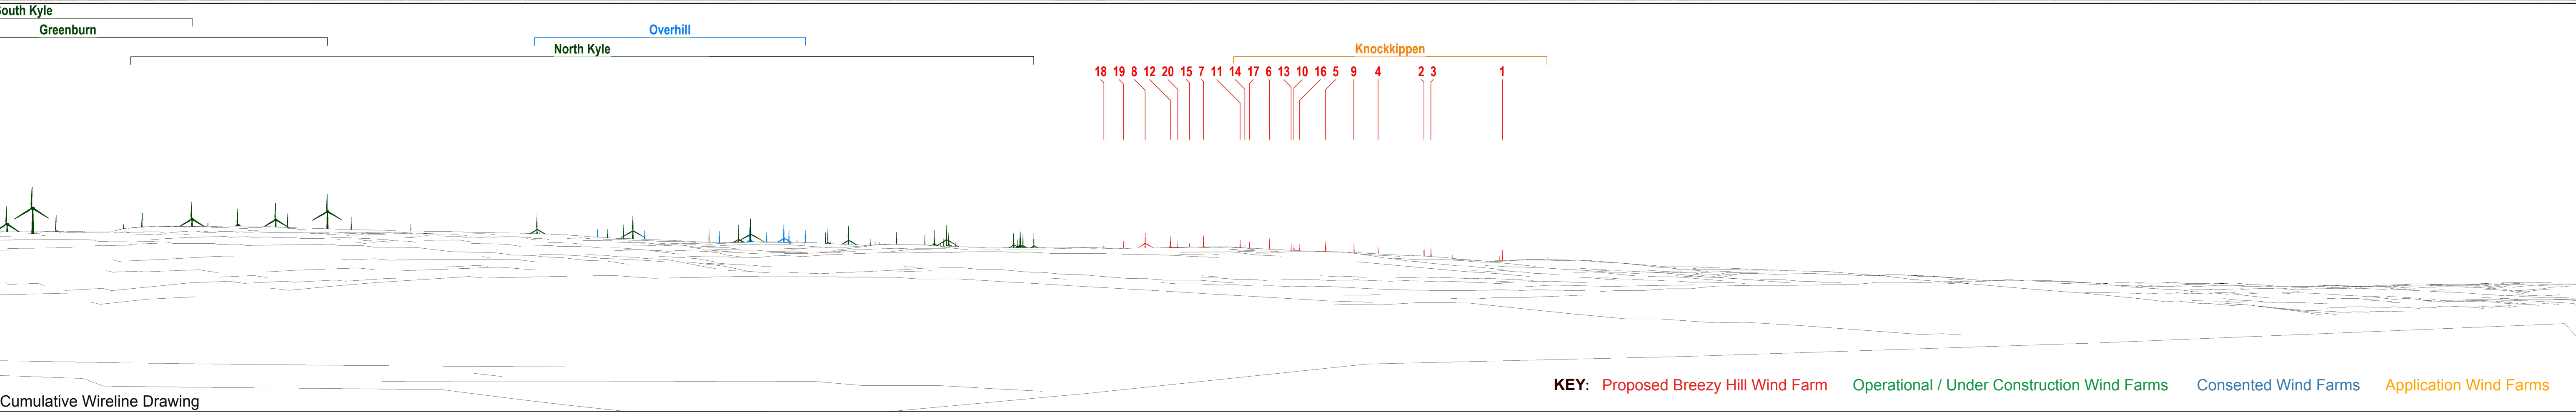 South Kyle
Greenburn
Overhill
North Kyle
Knockkippen
18 19 8 12 20 15 7 11 14 17 6 13 10 16 5 9 4 2 3 1
KEY: Proposed Breezy Hill Wind Farm Operational / Under Construction Wind Farms Consented Wind Farms Application Wind Farms
Cumulative Wireline Drawing